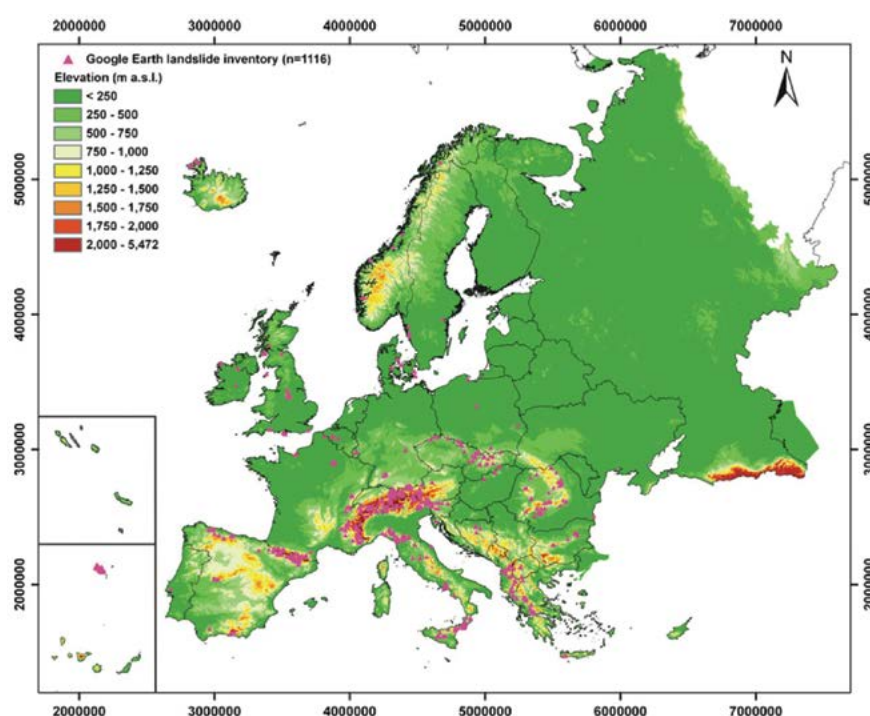 2000000 3000000 4000000 5000000 6000000 7000000
Google Earth landslide inventory (n=1116)
Elevation (m a.s.l.)
< 250
250 - 500
500 - 750
750 - 1,000
1,000 - 1,250
1,250 - 1,500
1,500 - 1,750
1,750 - 2,000
2,000 - 5,472
N
5000000
5000000
4000000
4000000
3000000
3000000
2000000
2000000
2000000 3000000 4000000 5000000 6000000 7000000